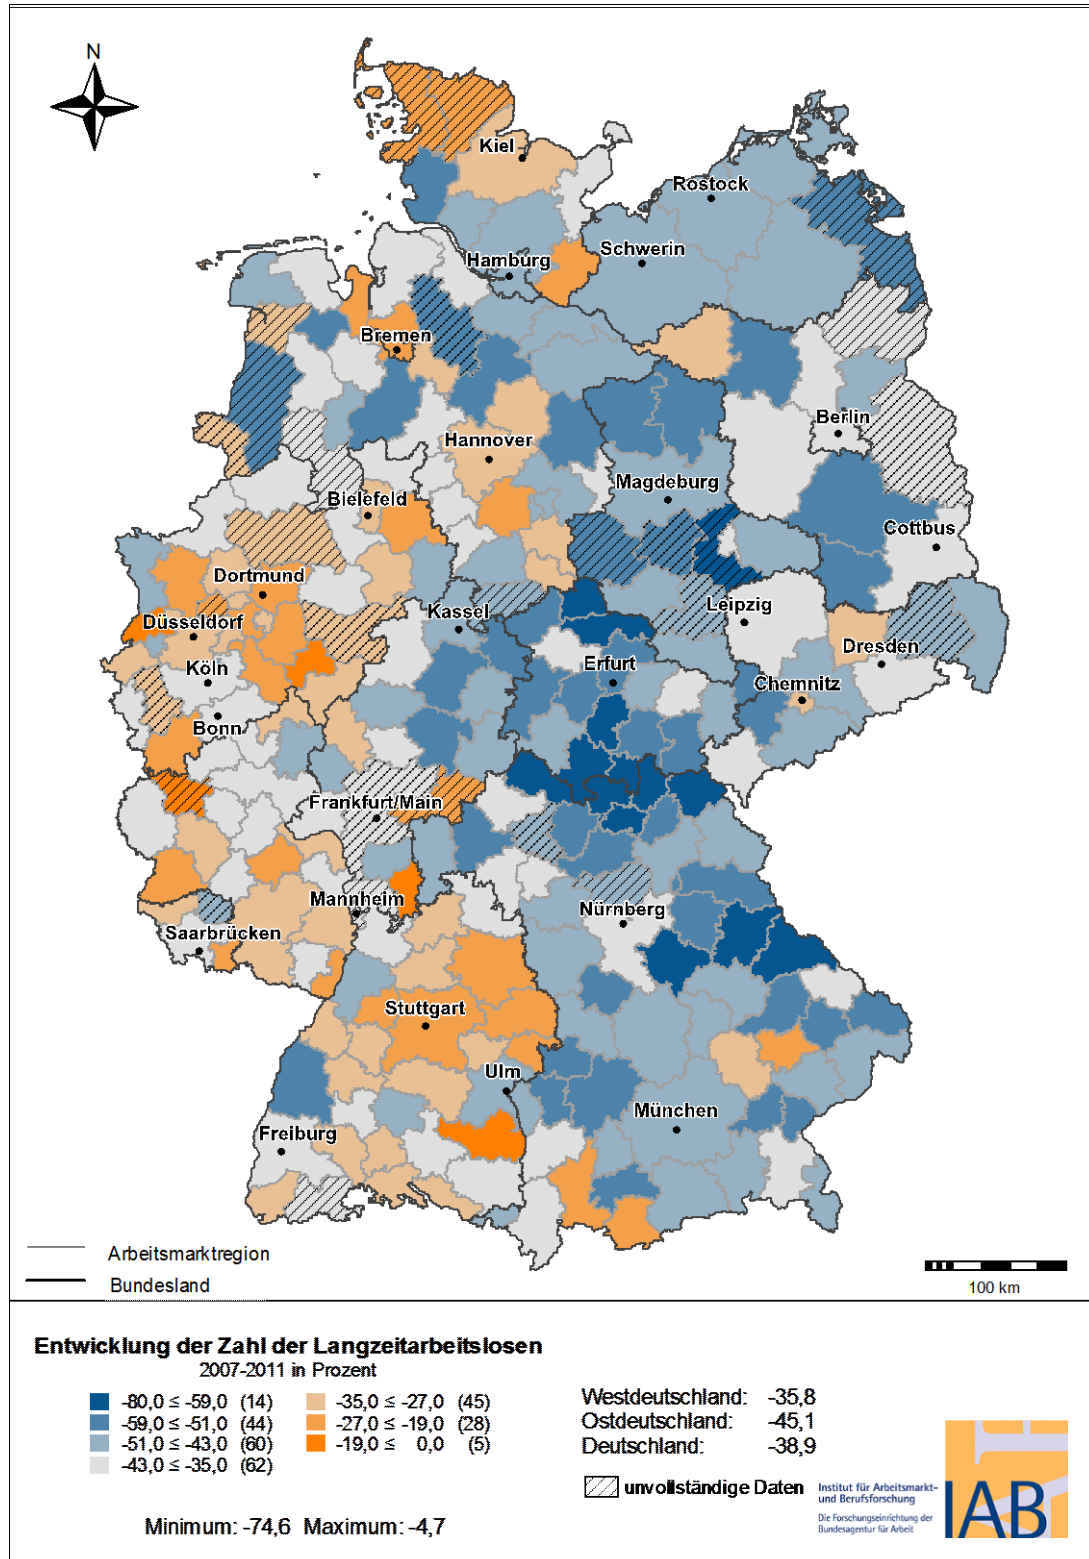 N
Kiel
Rostock
Hamburg
Schwerin
Bremen
Berlin
Hannover
Magdeburg
Bielefeld
Cottbus
Dortmund
Düsseldorf
Kassel
Leipzig
Köln
Erfurt
Dresden
Chemnitz
Bonn
Frankfurt/Main
Mannheim
Nürnberg
Saarbrücken
Stuttgart
Ulm
München
Freiburg
Arbeitsmarktregion
Bundesland
100 km
Entwicklung der Zahl der Langzeitarbeitslosen
2007-2011 in Prozent
-80,0 ≤ -59,0 (14)
-59,0 ≤ -51,0 (44)
-51,0 ≤ -43,0 (60)
-43,0 ≤ -35,0 (62)
-35,0 ≤ -27,0 (45)
-27,0 ≤ -19,0 (28)
-19,0 ≤ 0,0 (5)
Minimum: -74,6 Maximum: -4,7
Westdeutschland: -35,8
Ostdeutschland: -45,1
Deutschland: -38,9
unvollständige Daten
Institut für Arbeitsmarkt-
und Berufsforschung
Die Forschungseinrichtung der
Bundesagentur für Arbeit
IAB